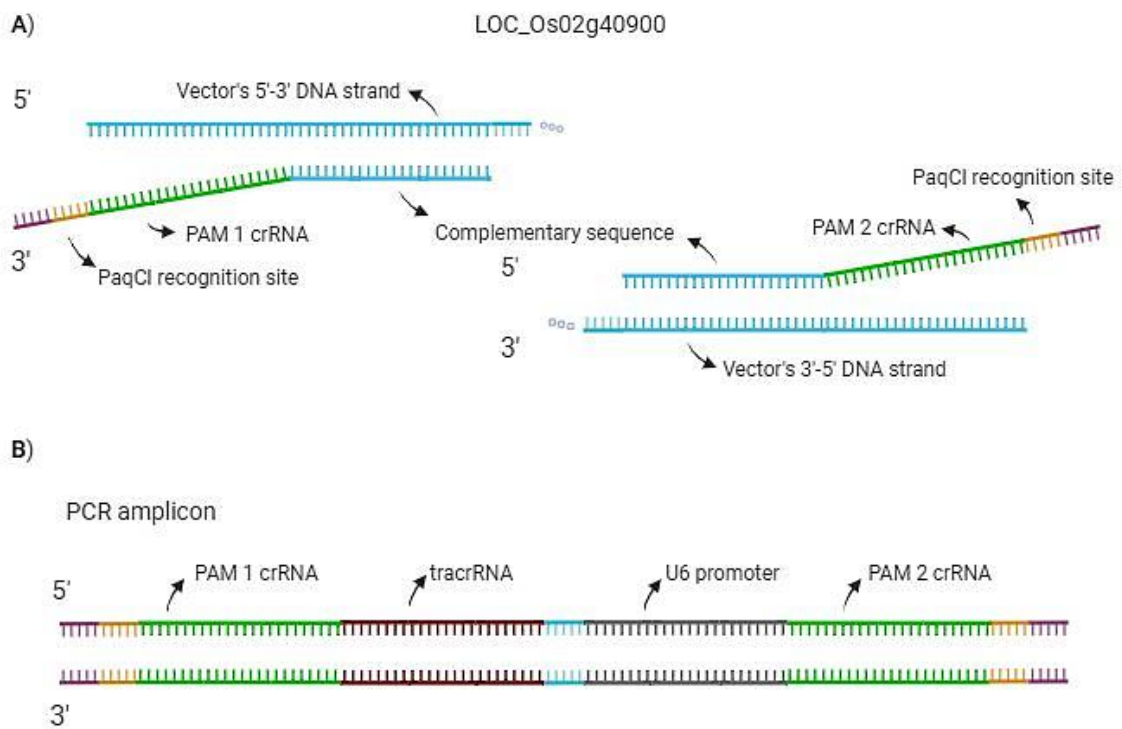 A)
LOC_Os02g40900
5'
Vector's 5'-3' DNA strand
PaqCI recognition site
PAM 1 crRNA
PAM 2 crRNA
Complementary sequence
3'
PaqCI recognition site
5'
3'
Vector's 3'-5' DNA strand
B)
PCR amplicon
5'
PAM 1 crRNA
tracrRNA
U6 promoter
PAM 2 crRNA
3'